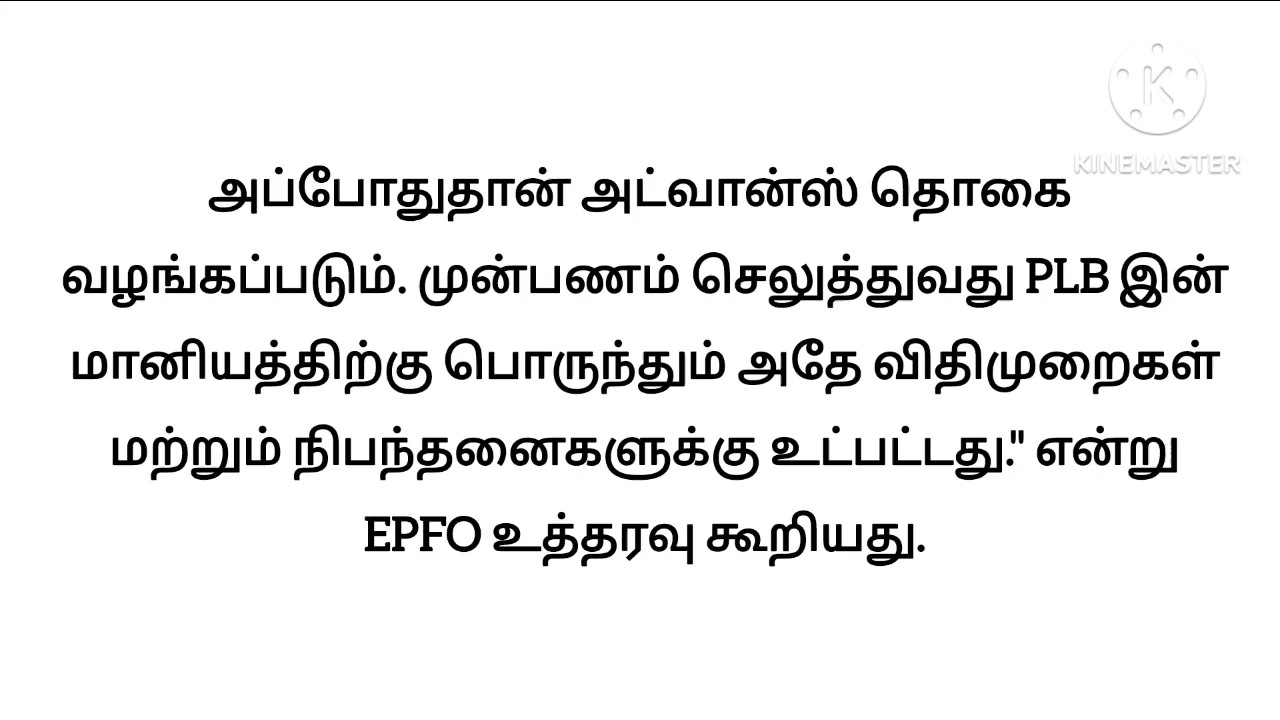 KINEMASTER
அப்போதுதான் அட்வான்ஸ் தொகை
வழங்கப்படும். முன்பணம் செலுத்துவது PLB இன்
மானியத்திற்கு பொருந்தும் அதே விதிமுறைகள்
மற்றும் நிபந்தனைகளுக்கு உட்பட்டது." என்று
EPFO உத்தரவு கூறியது.